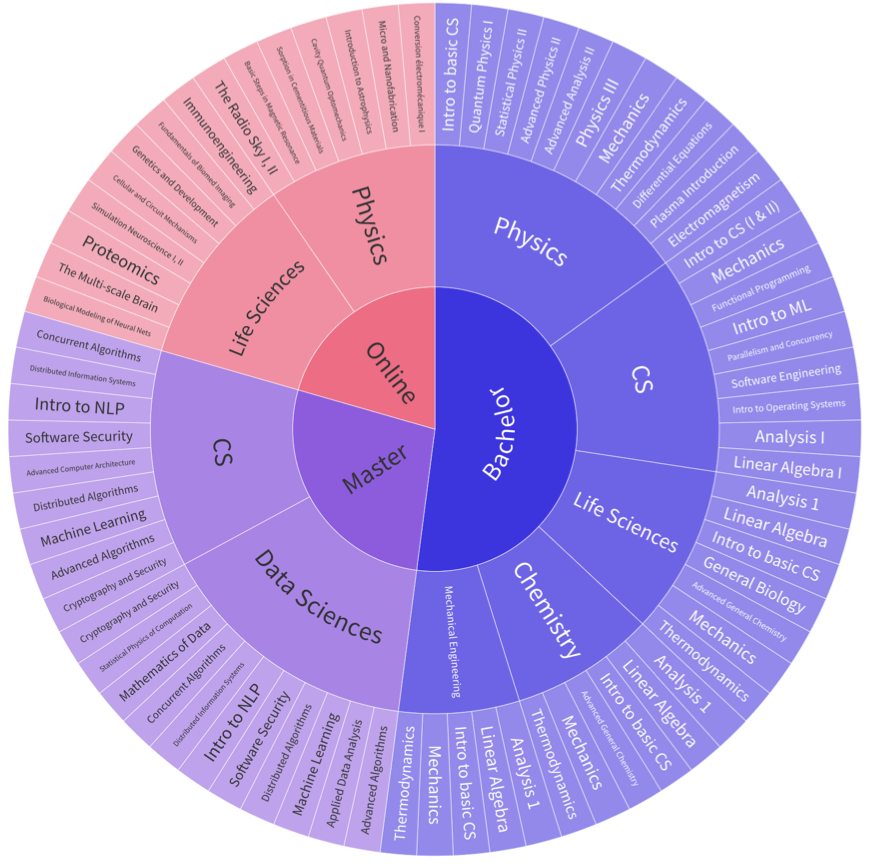 Bachelor
Physics
Intro to basic CS
Quantum Physics I
Statistical Physics II
Advanced Physics II
Advanced Analysis II
Physics III
Mechanics
Thermodynamics
Differential Equations
Plasma Introduction
Electromagnetism
CS
Intro to CS (I & II)
Mechanics
Functional Programming
Intro to ML
Parallelism and Concurrency
Software Engineering
Intro to Operating Systems
Analysis I
Linear Algebra I
Life Sciences
Analysis 1
Linear Algebra
Intro to basic CS
General Biology
Advanced General Chemistry
Mechanics
Thermodynamics
Chemistry
Analysis 1
Linear Algebra
Intro to basic CS
Advanced General Chemistry
Mechanics
Thermodynamics
Mechanical Engineering
Analysis 1
Linear Algebra
Intro to basic CS
Mechanics
Thermodynamics
Master
Data Sciences
Advanced Algorithms
Applied Data Analysis
Machine Learning
Distributed Algorithms
Software Security
Intro to NLP
Distributed Information Systems
Concurrent Algorithms
Mathematics of Data
Statistical Physics of Computation
Cryptography and Security
CS
Cryptography and Security
Advanced Algorithms
Machine Learning
Distributed Algorithms
Advanced Computer Architecture
Software Security
Intro to NLP
Distributed Information Systems
Concurrent Algorithms
Online
Life Sciences
Biological Modeling of Neural Nets
The Multi-scale Brain
Proteomics
Simulation Neuroscience I, II
Cellular and Circuit Mechanisms
Genetics and Development
Fundamentals of Biomed Imaging
Immunoengineering
Physics
The Radio Sky I, II
Basic Steps in Magnetic Resonance
Sorption in Cementitious Materials
Cavity Quantum Optomechanics
Introduction to Astrophysics
Micro and Nanofabrication
Conversion électromécanique I